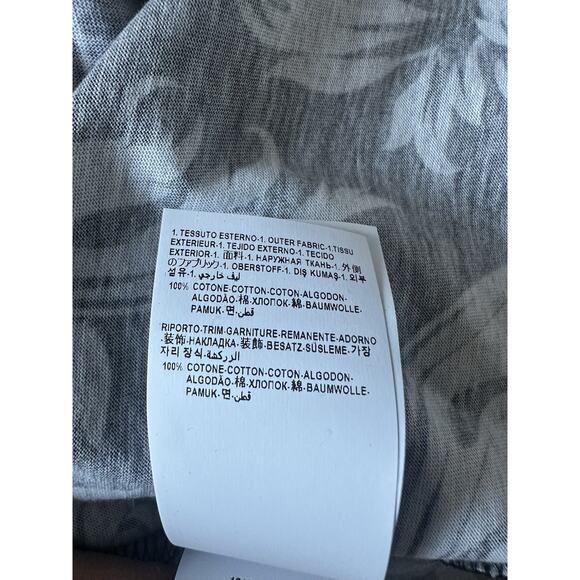 1. TESSUTO ESTERNO-1. OUTER FABRIC-1.TISSU
EXTERIEUR-1. TEJIDO EXTERNO-1. TECIDO
EXTERIOR-1. 面料-1. НАРУЖНАЯ ТКАНЬ-1. 外側
のファブリック-1. OBERSTOFF-1. DIŞ KUMAŞ-1. 외부
섬유-1.ليف خارجي-1
100% COTONE-COTTON-COTON-ALGODON-
ALGODÃO-棉-ХЛОПОК-綿-BAUMWOLLE-
PAMUK-면-قطن
RIPORTO-TRIM-GARNITURE-REMANENTE-ADORNO
-装饰-НАКЛАДКА-装飾-BESATZ-SÜSLEME-가장
자리 장식-الزركشة
100% COTONE-COTTON-COTON-ALGODON-
ALGODÃO-棉-ХЛОПОК-綿-BAUMWOLLE-
PAMUK-면-قطن